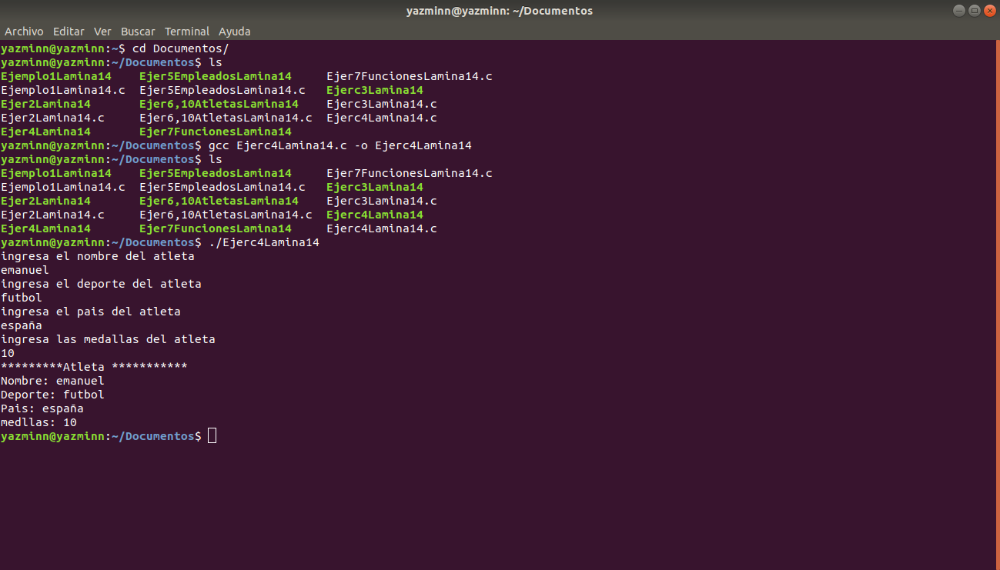 yazminn@yazminn: ~/Documentos
Archivo Editar Ver Buscar Terminal Ayuda
yazminn@yazminn:~$ cd Documentos/
yazminn@yazminn:~/Documentos$ ls
Ejemplo1Lamina14 Ejer5EmpleadosLamina14 Ejer7FuncionesLamina14.c
Ejemplo1Lamina14.c Ejer5EmpleadosLamina14.c Ejerc3Lamina14
Ejer2Lamina14 Ejer6,10AtletasLamina14 Ejerc3Lamina14.c
Ejer2Lamina14.c Ejer6,10AtletasLamina14.c Ejerc4Lamina14.c
Ejer4Lamina14 Ejer7FuncionesLamina14
yazminn@yazminn:~/Documentos$ gcc Ejerc4Lamina14.c -o Ejerc4Lamina14
yazminn@yazminn:~/Documentos$ ls
Ejemplo1Lamina14 Ejer5EmpleadosLamina14 Ejer7FuncionesLamina14.c
Ejemplo1Lamina14.c Ejer5EmpleadosLamina14.c Ejerc3Lamina14
Ejer2Lamina14 Ejer6,10AtletasLamina14 Ejerc3Lamina14.c
Ejer2Lamina14.c Ejer6,10AtletasLamina14.c Ejerc4Lamina14
Ejer4Lamina14 Ejer7FuncionesLamina14 Ejerc4Lamina14.c
yazminn@yazminn:~/Documentos$ ./Ejerc4Lamina14
ingresa el nombre del atleta
emanuel
ingresa el deporte del atleta
futbol
ingresa el pais del atleta
españa
ingresa las medallas del atleta
10
*********Atleta ***********
Nombre: emanuel
Deporte: futbol
Pais: españa
medllas: 10
yazminn@yazminn:~/Documentos$